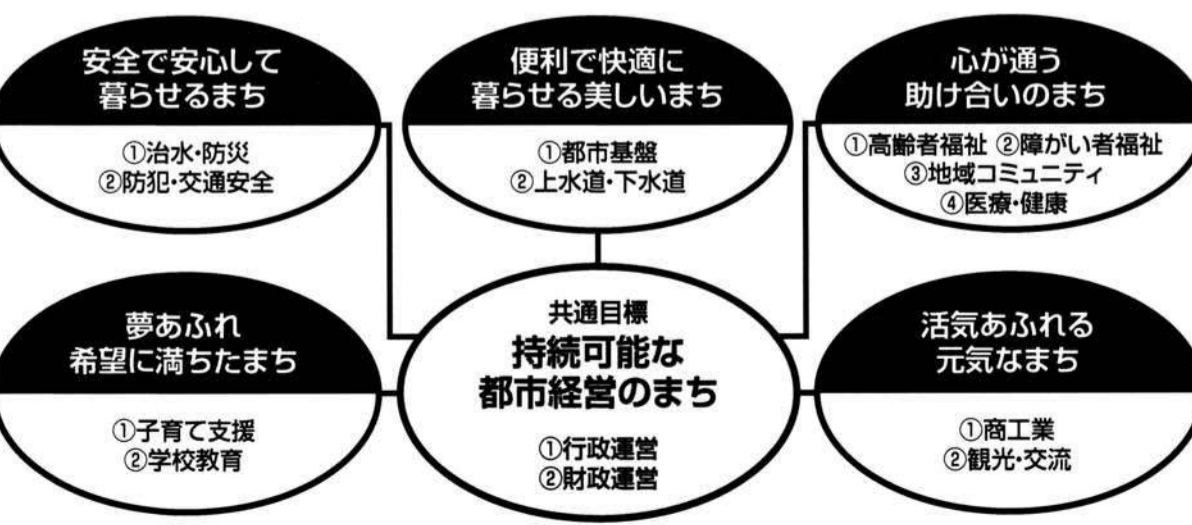 安全で安心して
暮らせるまち
①治水・防災
②防犯・交通安全
便利で快適に
暮らせる美しいまち
①都市基盤
②上水道・下水道
心が通う
助け合いのまち
①高齢者福祉 ②障がい者福祉
③地域コミュニティ
④医療・健康
夢あふれ
希望に満ちたまち
①子育て支援
②学校教育
共通目標
持続可能な
都市経営のまち
①行政運営
②財政運営
活気あふれる
元気なまち
①商工業
②観光・交流